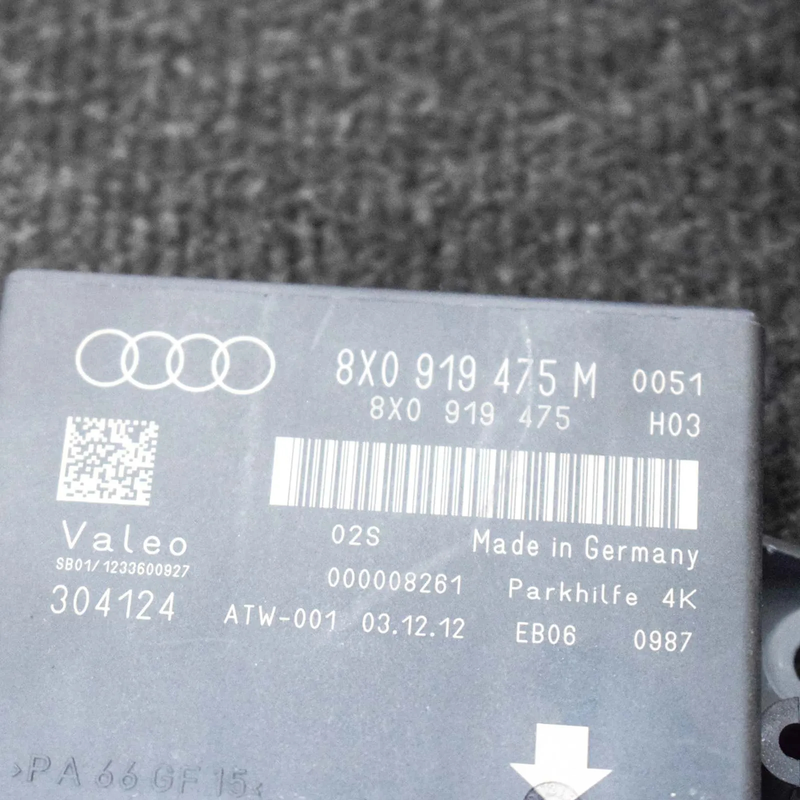 8X0 919 475 M 0051
8X0 919 475 H03
Valeo
SB01/1233600927
304124
02S Made in Germany
000008261 Parkhilfe 4K
ATW-001 03.12.12 EB06 0987
>PA 66 GF 15<